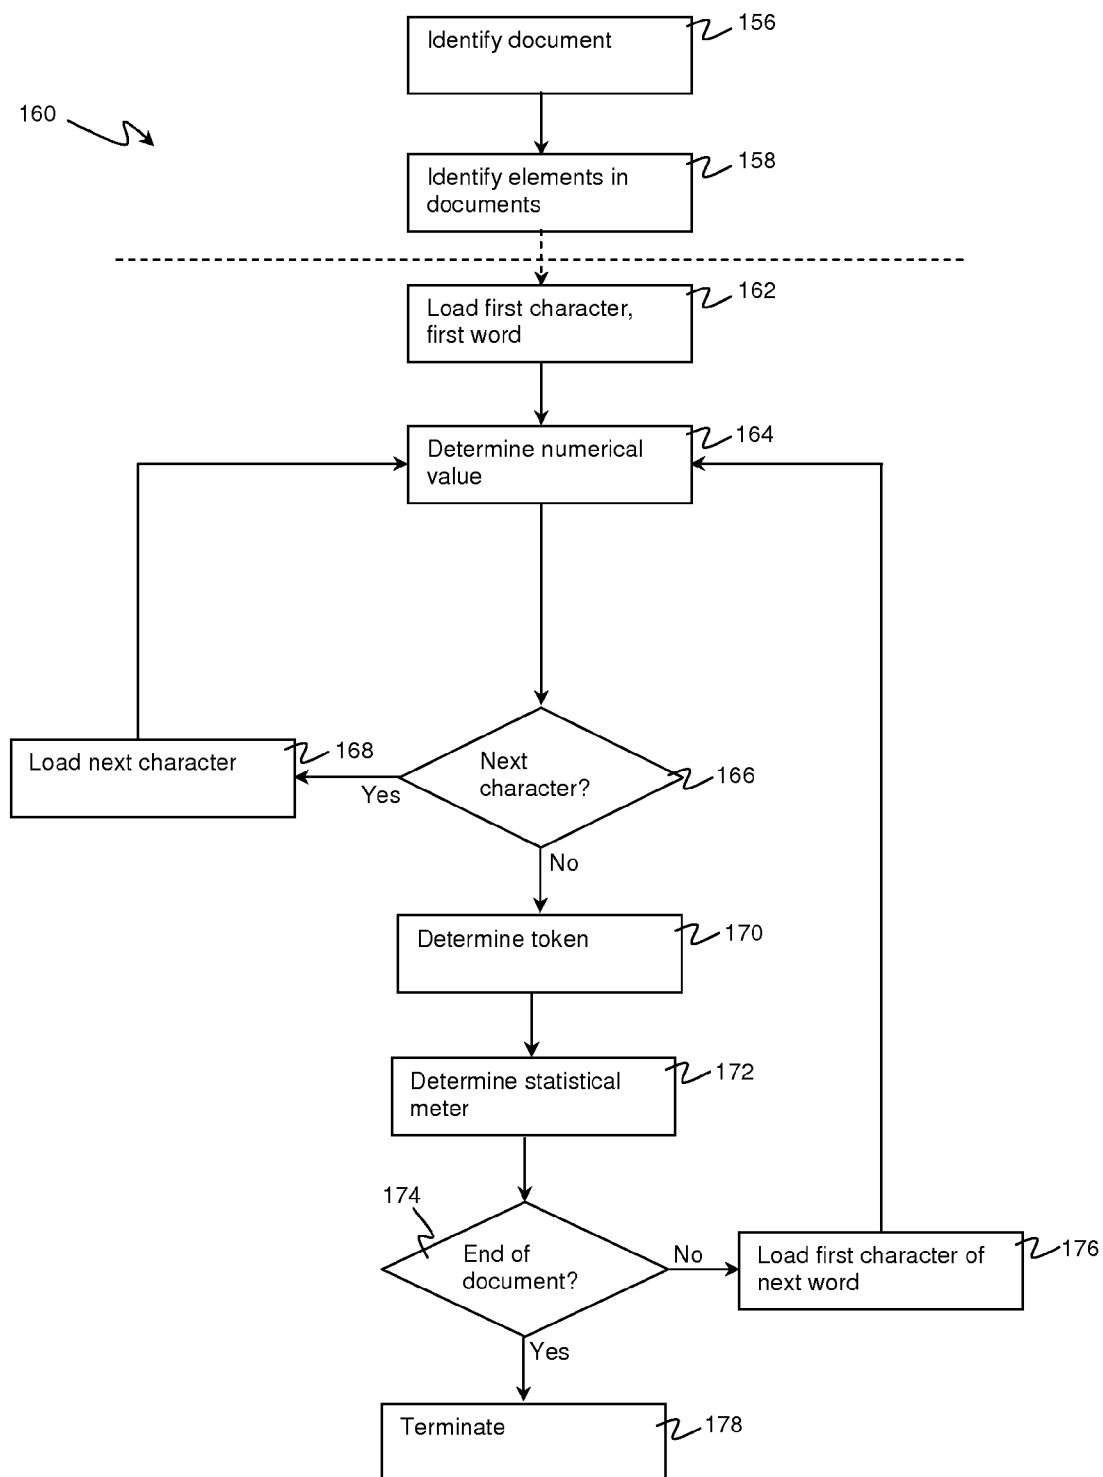 Identify document
156
160
Identify elements in
documents
158
Load first character,
first word
162
Determine numerical
value
164
Load next character
168
Yes
Next
character?
166
No
Determine token
170
Determine statistical
meter
172
174
End of
document?
No
Load first character of
next word
176
Yes
Terminate
178